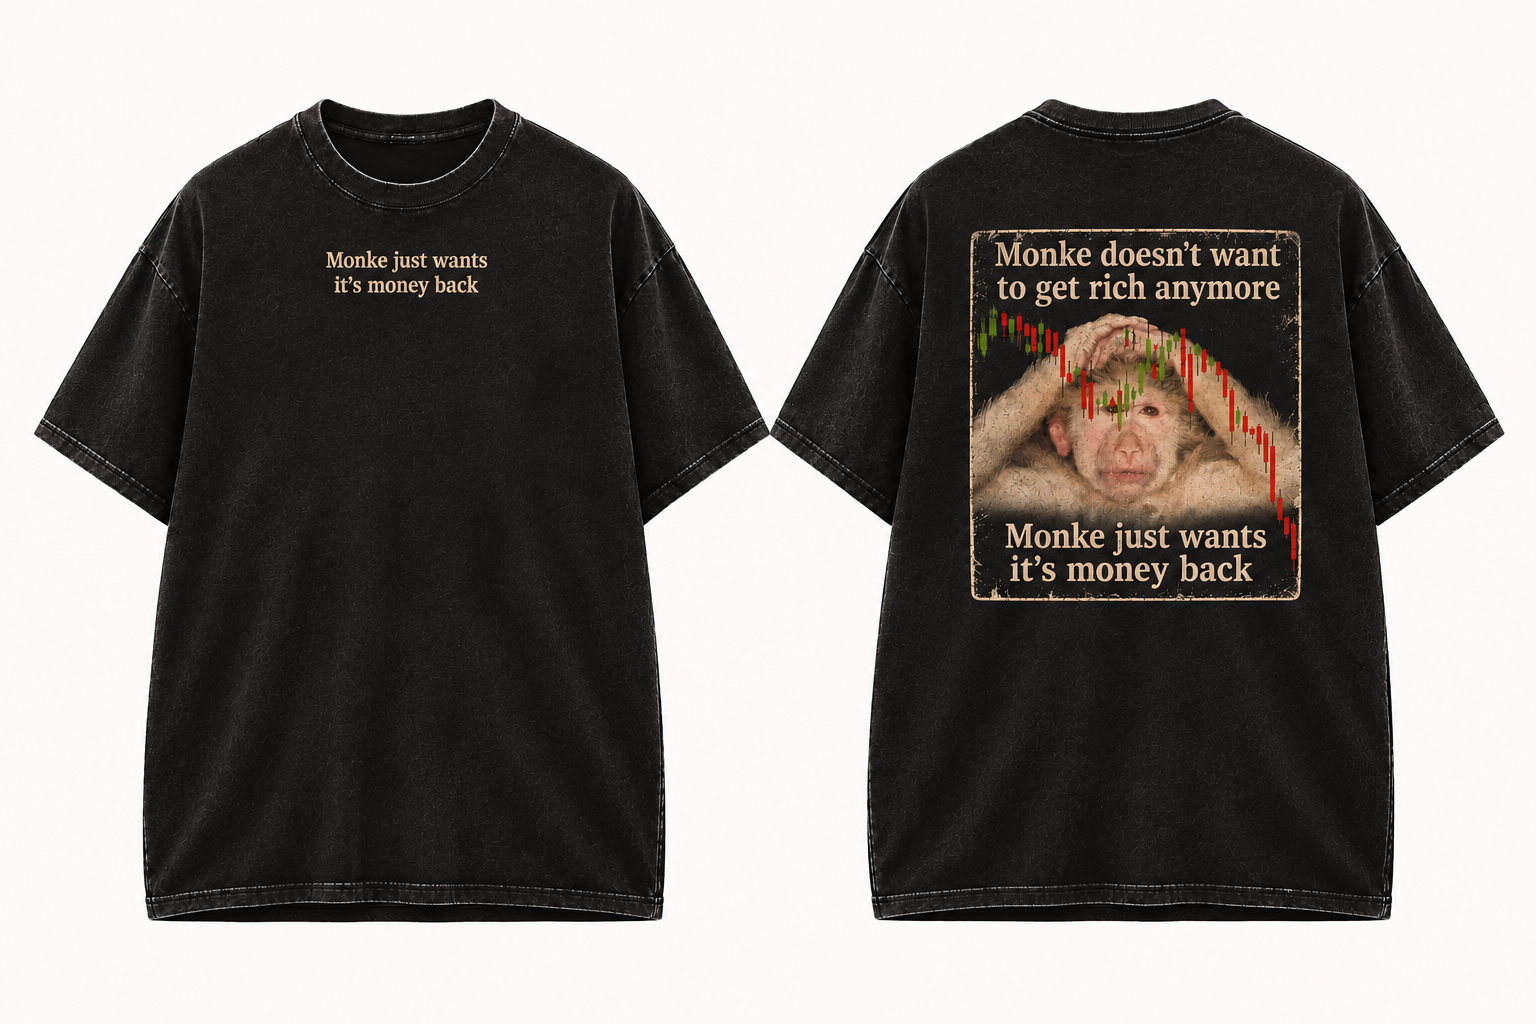 Monke just wants
it’s money back
Monke doesn’t want
to get rich anymore
Monke just wants
it’s money back